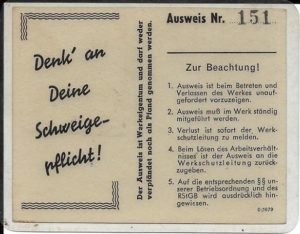 Denk' an
Deine
Schweige-
pflicht!
Der Ausweis ist Werkseigentum und darf weder
verpfändet noch als Pfand genommen werden.
Ausweis Nr. 151
Zur Beachtung!
1. Ausweis ist beim Betreten und
Verlassen des Werkes unauf-
gefordert vorzuzeigen.
2. Ausweis muß im Werk ständig
mitgeführt werden.
3. Verlust ist sofort der Werk-
schutzleitung zu melden.
4. Beim Lösen des Arbeitsverhält-
nisses ist der Ausweis an die
Werkschutzleitung zurück-
zugeben.
5. Auf die entsprechenden §§ un-
serer Betriebsordnung und des
RStGB wird ausdrücklich hin-
gewiesen.